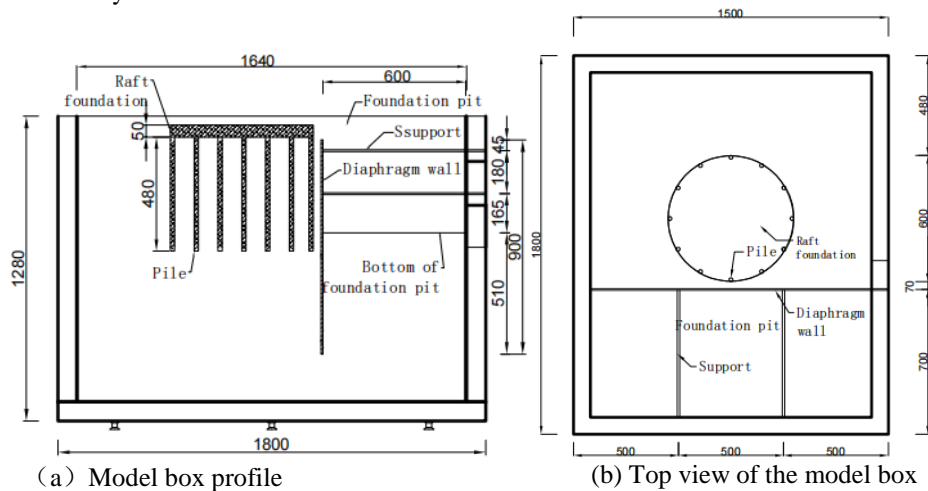 1640
600
Raft
foundation
Foundation pit
50
Ssupport
45
Diaphragm wall
180
480
165
900
1280
Pile
Bottom of
foundation pit
510
1800
（a）Model box profile
1500
480
1800
600
Raft
foundation
Pile
70
Diaphragm
wall
Foundation pit
Support
700
500
500
500
(b) Top view of the model box